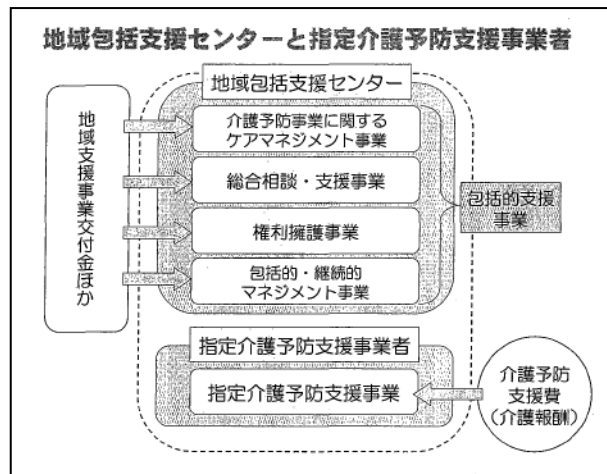 地域包括支援センターと指定介護予防支援事業者
地域包括支援センター
地域支援事業交付金ほか
介護予防事業に関する
ケアマネジメント事業
総合相談・支援事業
権利擁護事業
包括的・継続的
マネジメント事業
包括的支援
事業
指定介護予防支援事業者
指定介護予防支援事業
介護予防
支援費
(介護報酬)